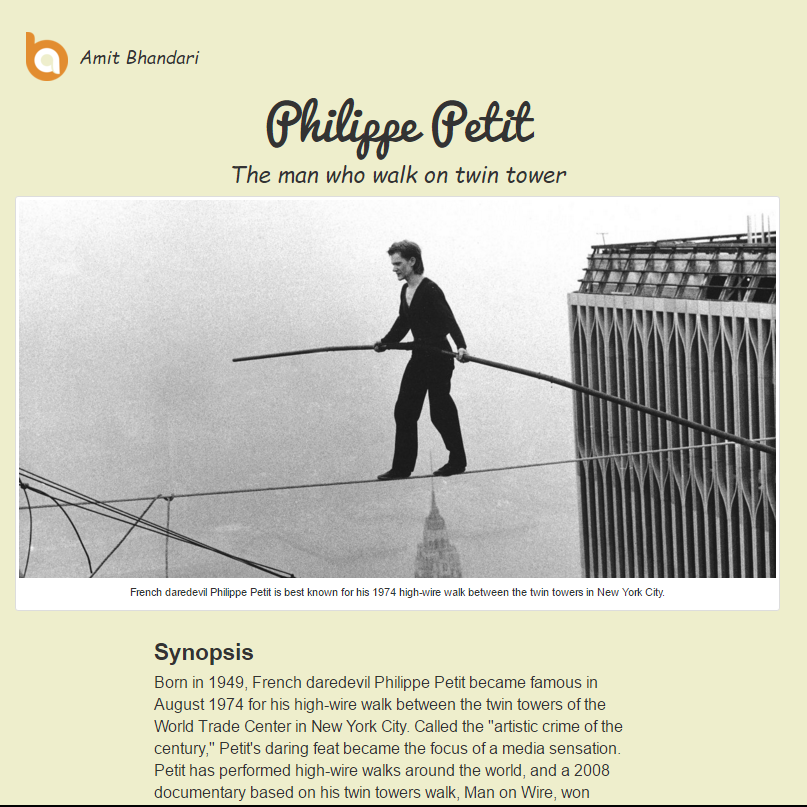 Amit Bhandari
Philippe Petit
The man who walk on twin tower
French daredevil Philippe Petit is best known for his 1974 high-wire walk between the twin towers in New York City.
Synopsis
Born in 1949, French daredevil Philippe Petit became famous in
August 1974 for his high-wire walk between the twin towers of the
World Trade Center in New York City. Called the "artistic crime of the
century," Petit's daring feat became the focus of a media sensation.
Petit has performed high-wire walks around the world, and a 2008
documentary based on his twin towers walk, Man on Wire, won